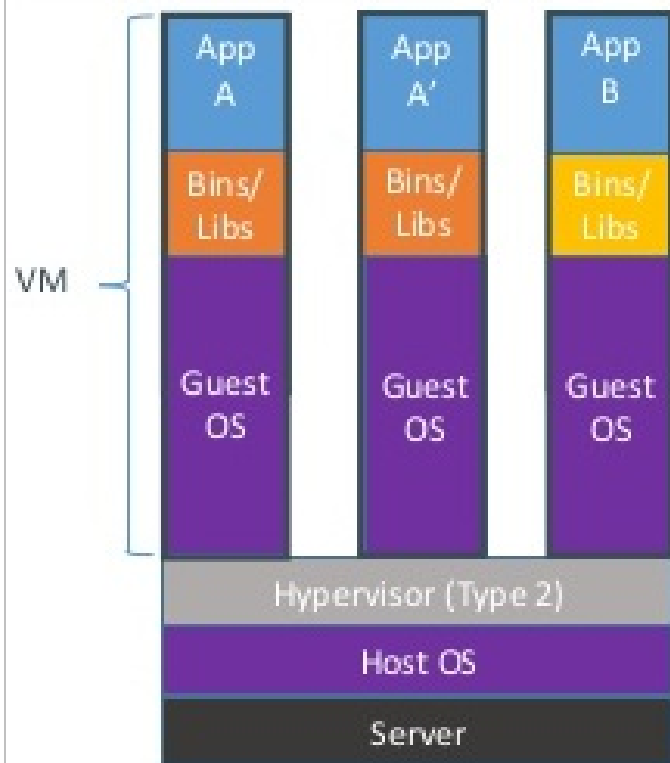 App
A
App
A’
App
B
Bins/
Libs
Bins/
Libs
Bins/
Libs
VM
Guest
OS
Guest
OS
Guest
OS
Hypervisor (Type 2)
Host OS
Server